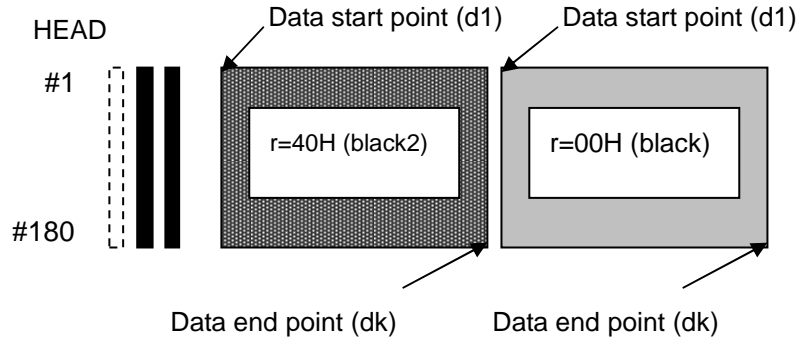 HEAD
Data start point (d1)
Data start point (d1)
#1
r=40H (black2)
r=00H (black)
#180
Data end point (dk)
Data end point (dk)